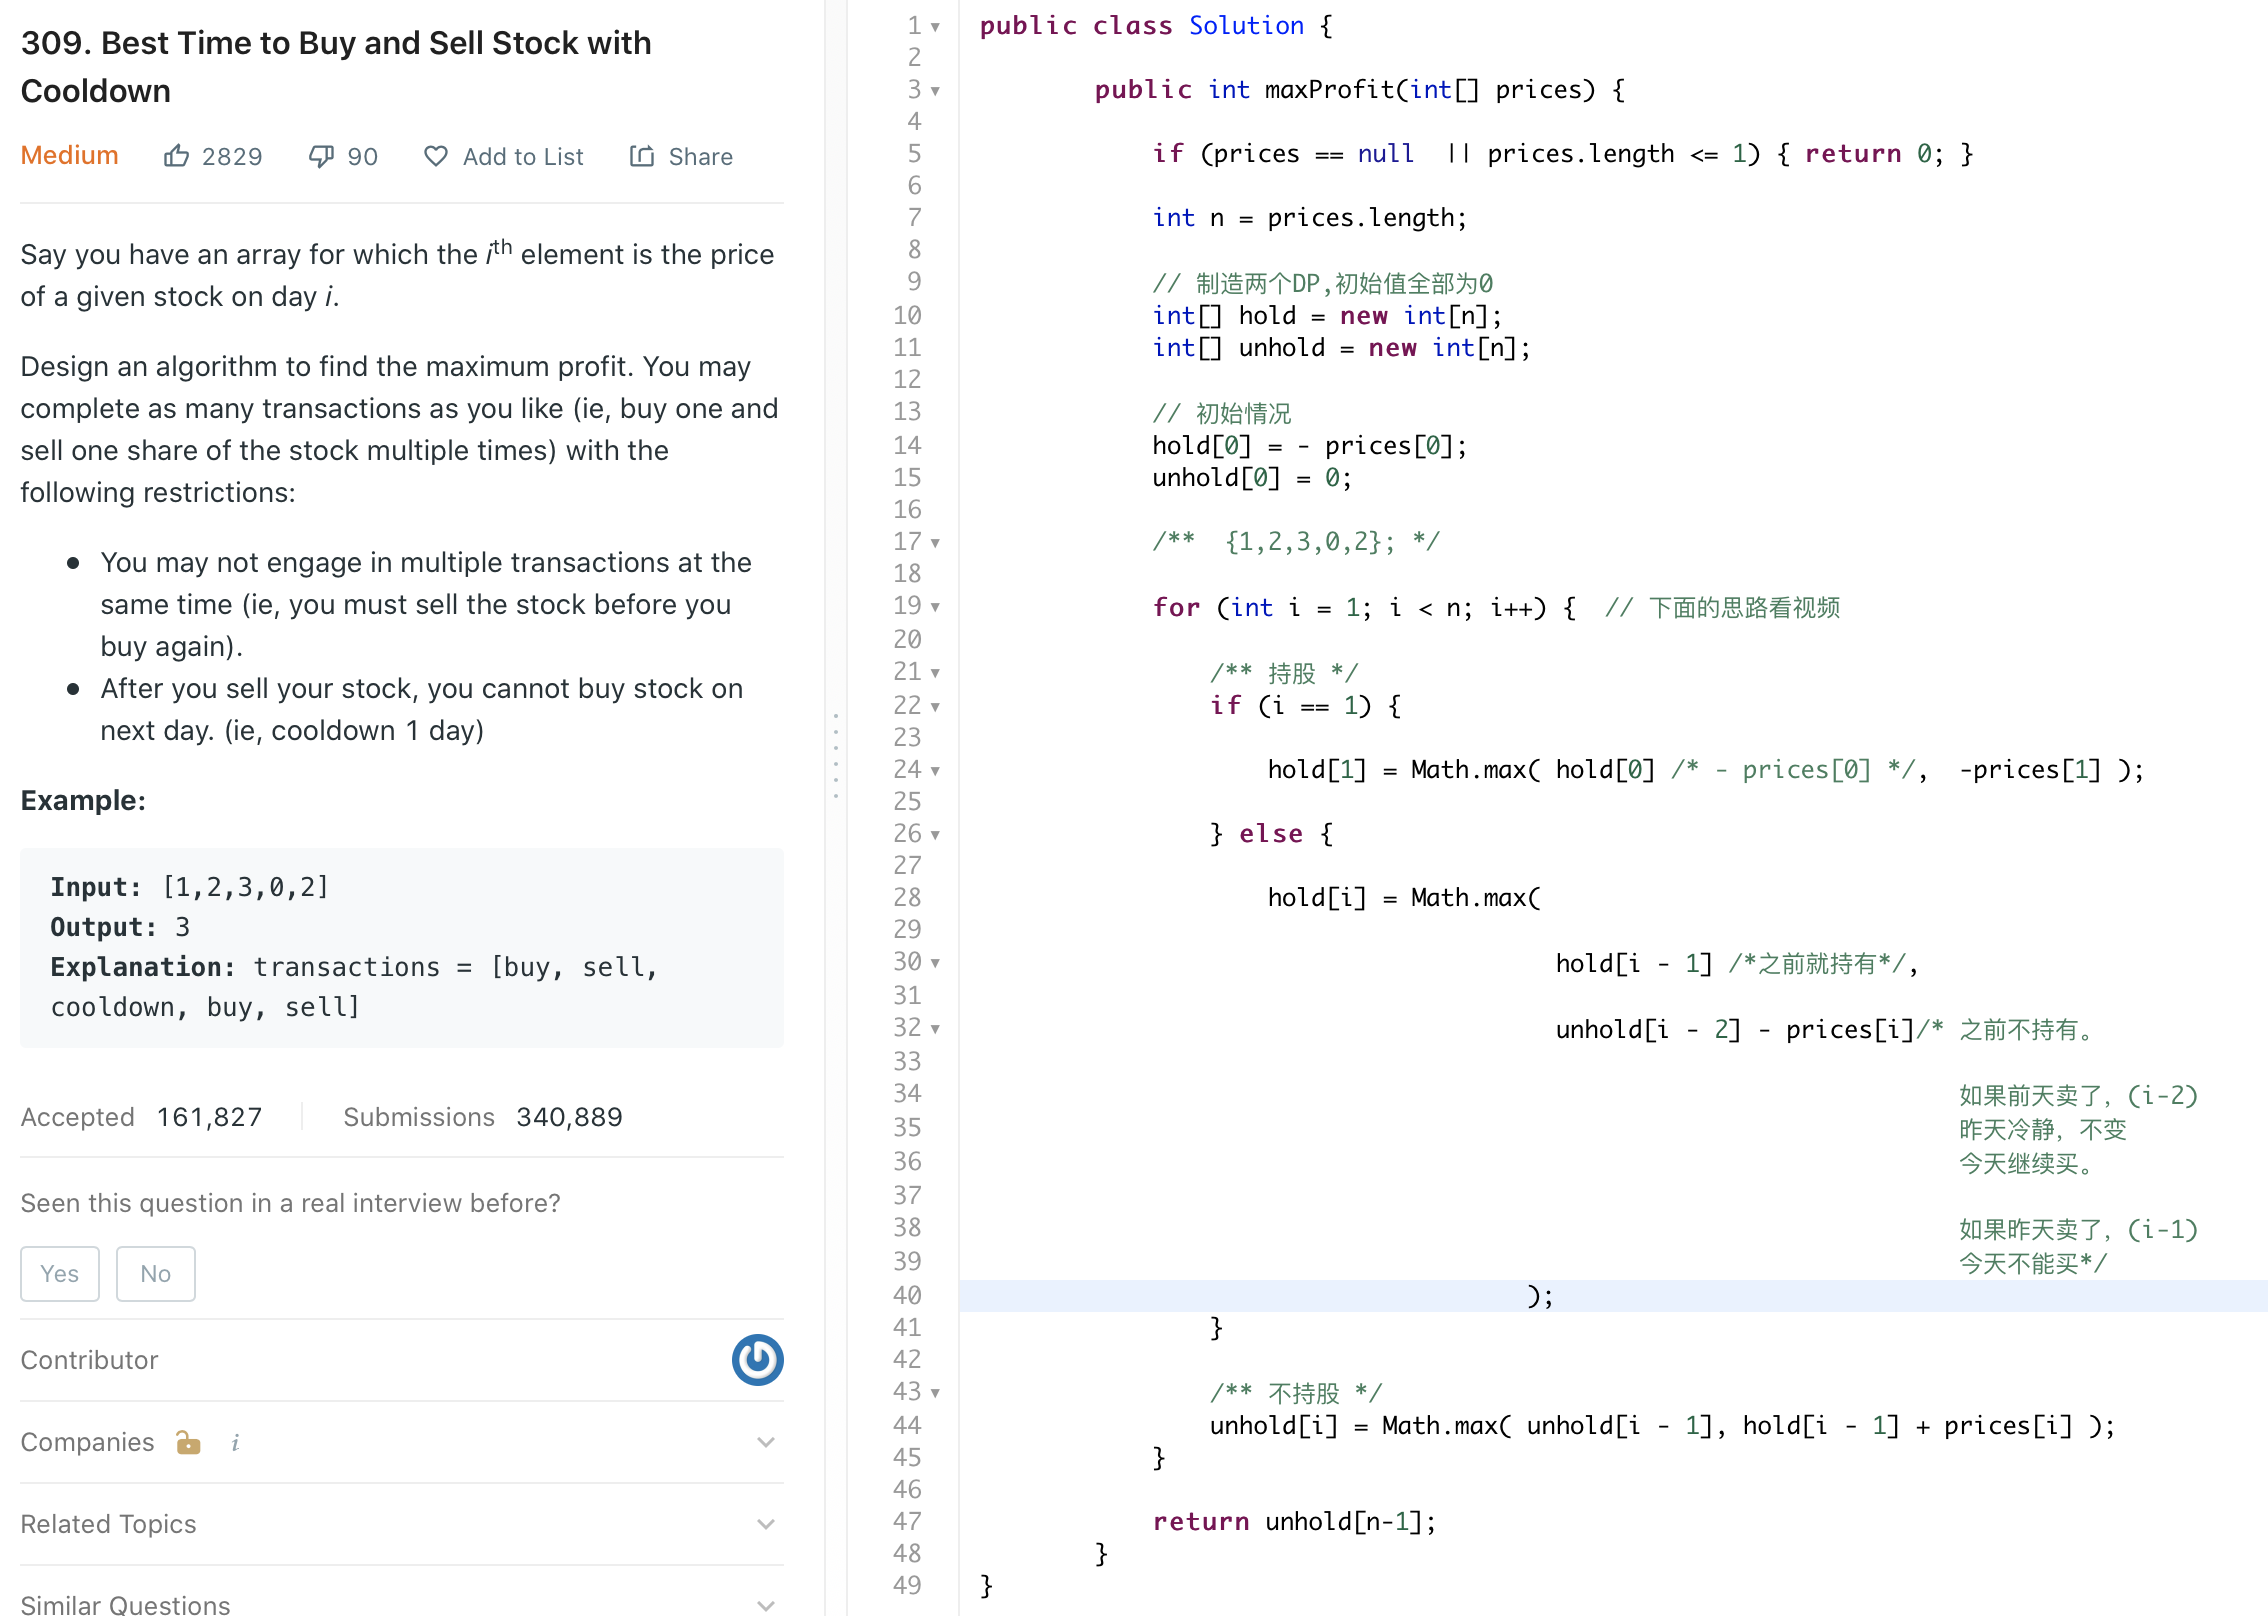 309. Best Time to Buy and Sell Stock with
Cooldown
Medium 2829 90 Add to List Share
Say you have an array for which the ith element is the price
of a given stock on day i.
Design an algorithm to find the maximum profit. You may
complete as many transactions as you like (ie, buy one and
sell one share of the stock multiple times) with the
following restrictions:
● You may not engage in multiple transactions at the
same time (ie, you must sell the stock before you
buy again).
● After you sell your stock, you cannot buy stock on
next day. (ie, cooldown 1 day)
Example:
Input: [1,2,3,0,2]
Output: 3
Explanation: transactions = [buy, sell,
cooldown, buy, sell]
Accepted 161,827 Submissions 340,889
Seen this question in a real interview before?
Yes No
Contributor
Companies i
Related Topics
Similar Questions
1 public class Solution {
2
3 public int maxProfit(int[] prices) {
4
5 if (prices == null || prices.length <= 1) { return 0; }
6
7 int n = prices.length;
8
9 // 制造两个DP,初始值全部为0
10 int[] hold = new int[n];
11 int[] unhold = new int[n];
12
13 // 初始情况
14 hold[0] = - prices[0];
15 unhold[0] = 0;
16
17 /** {1,2,3,0,2}; */
18
19 for (int i = 1; i < n; i++) { // 下面的思路看视频
20
21 /** 持股 */
22 if (i == 1) {
23
24 hold[1] = Math.max( hold[0] /* - prices[0] */, -prices[1] );
25
26 } else {
27
28 hold[i] = Math.max(
29
30 hold[i - 1] /*之前就持有*/,
31
32 unhold[i - 2] - prices[i]/* 之前不持有。
33
34 如果前天卖了, (i-2)
35 昨天冷静, 不变
36 今天继续买。
37
38 如果昨天卖了, (i-1)
39 今天不能买*/
40 );
41 }
42
43 /** 不持股 */
44 unhold[i] = Math.max( unhold[i - 1], hold[i - 1] + prices[i] );
45 }
46
47 return unhold[n-1];
48 }
49 }